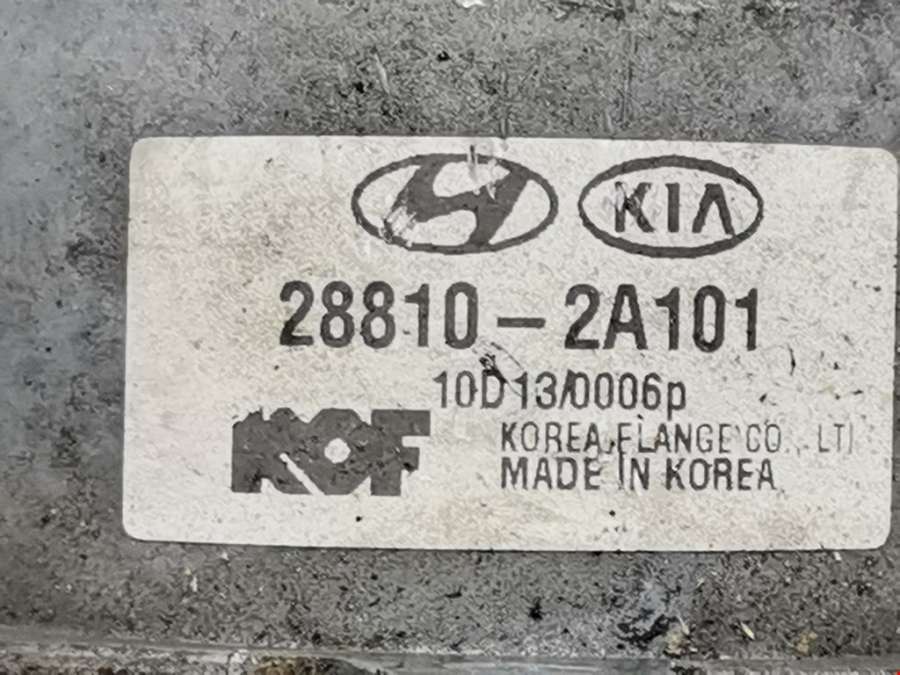 KIA
28810-2A101
10D13/0006p
KOF
KOREA FLANGE CO., LT
MADE IN KOREA